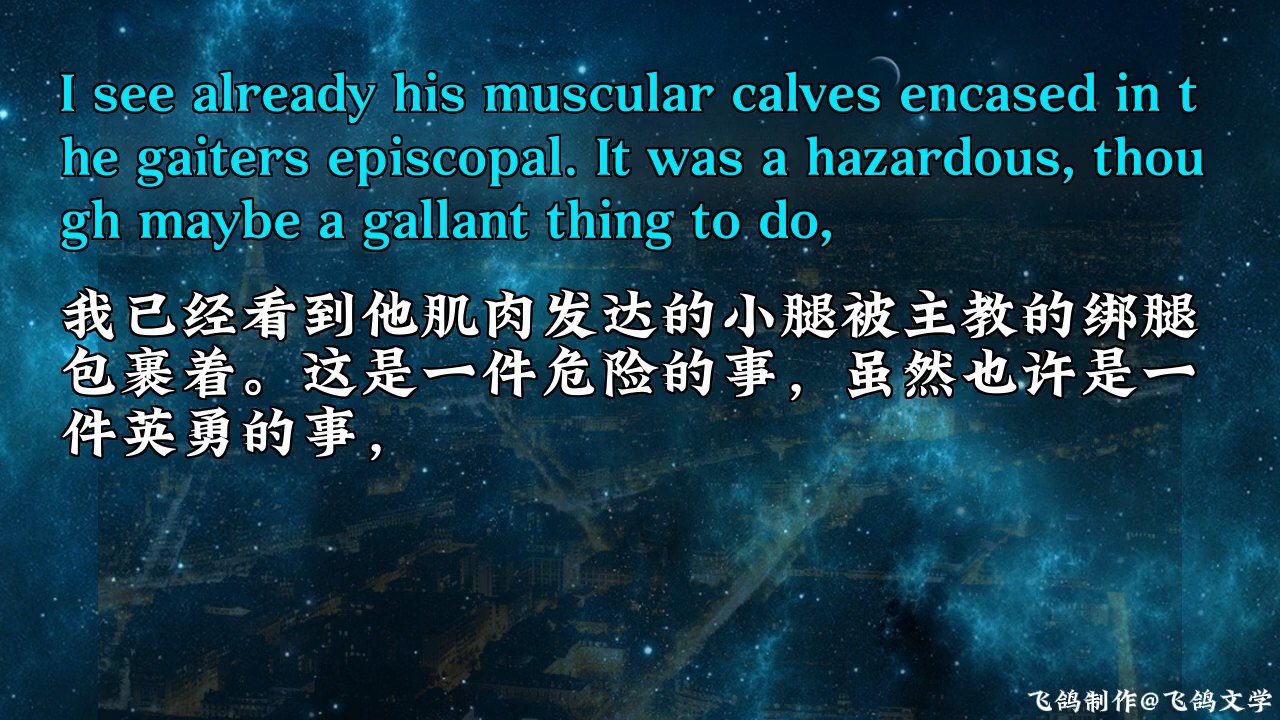 I see already his muscular calves encased in t
he gaiters episcopal. It was a hazardous, thou
gh maybe a gallant thing to do,
我已经看到他肌肉发达的小腿被主教的绑腿
包裹着。这是一件危险的事，虽然也许是一
件英勇的事，
飞鸽制作@飞鸽文学